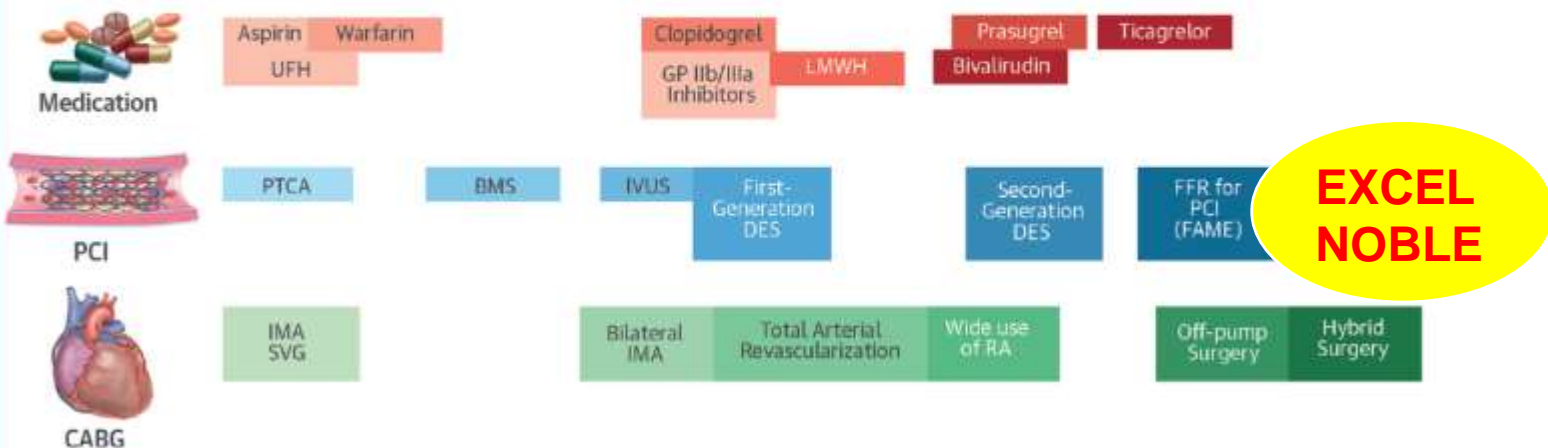 Medication
Aspirin
Warfarin
UFH
Clopidogrel
GP IIb/IIIa
Inhibitors
LMWH
Prasugrel
Bivalirudin
Ticagrelor
PCI
PTCA
BMS
IVUS
First-
Generation
DES
Second-
Generation
DES
FFR for
PCI
(FAME)
EXCEL
NOBLE
CABG
IMA
SVG
Bilateral
IMA
Total Arterial
Revascularization
Wide use
of RA
Off-pump
Surgery
Hybrid
Surgery